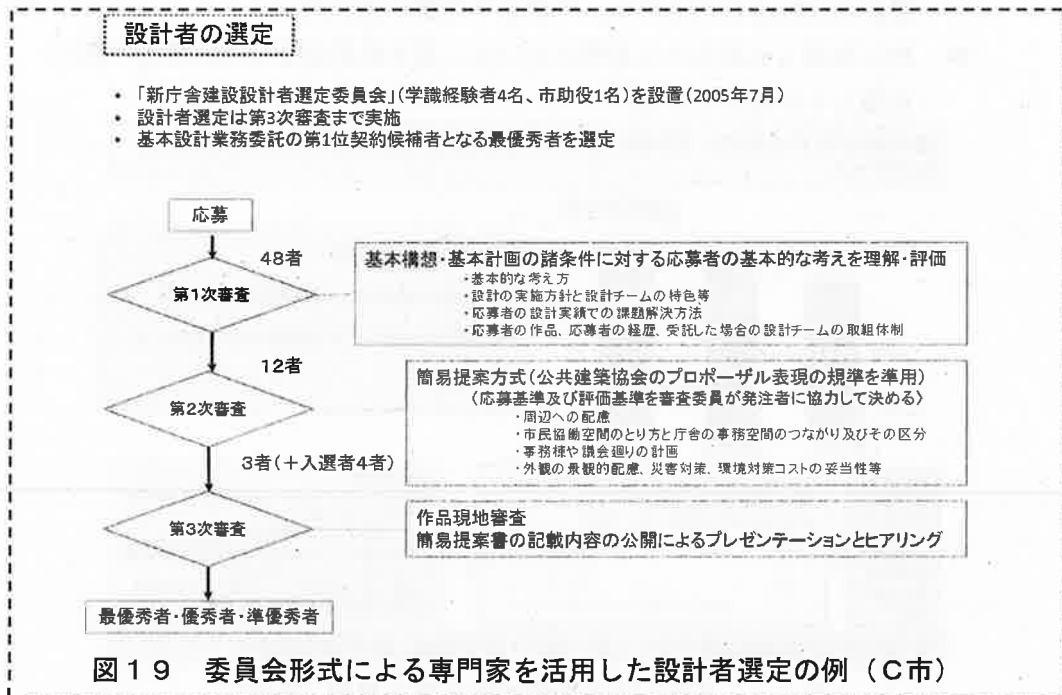 設計者の選定
・「新庁舎建設設計者選定委員会」(学識経験者4名、市助役1名)を設置(2005年7月)
・設計者選定は第3次審査まで実施
・基本設計業務委託の第1位契約候補者となる最優秀者を選定
応募
48者
第1次審査
基本構想・基本計画の諸条件に対する応募者の基本的な考えを理解・評価
・基本的な考え方
・設計の実施方針と設計チームの特色等
・応募者の設計実績での課題解決方法
・応募者の作品、応募者の経歴、受託した場合の設計チームの取組体制
12者
第2次審査
簡易提案方式(公共建築協会のプロポーザル表現の規準を準用)
〈応募基準及び評価基準を審査委員が発注者に協力して決める〉
・周辺への配慮
・市民協働空間のとり方と庁舎の事務空間のつながり及びその区分
・事務棟や議会廻りの計画
・外観の景観的配慮、災害対策、環境対策コストの妥当性等
3者(+入選者4者)
第3次審査
作品現地審査
簡易提案書の記載内容の公開によるプレゼンテーションとヒアリング
最優秀者・優秀者・準優秀者
図19 委員会形式による専門家を活用した設計者選定の例(C市)